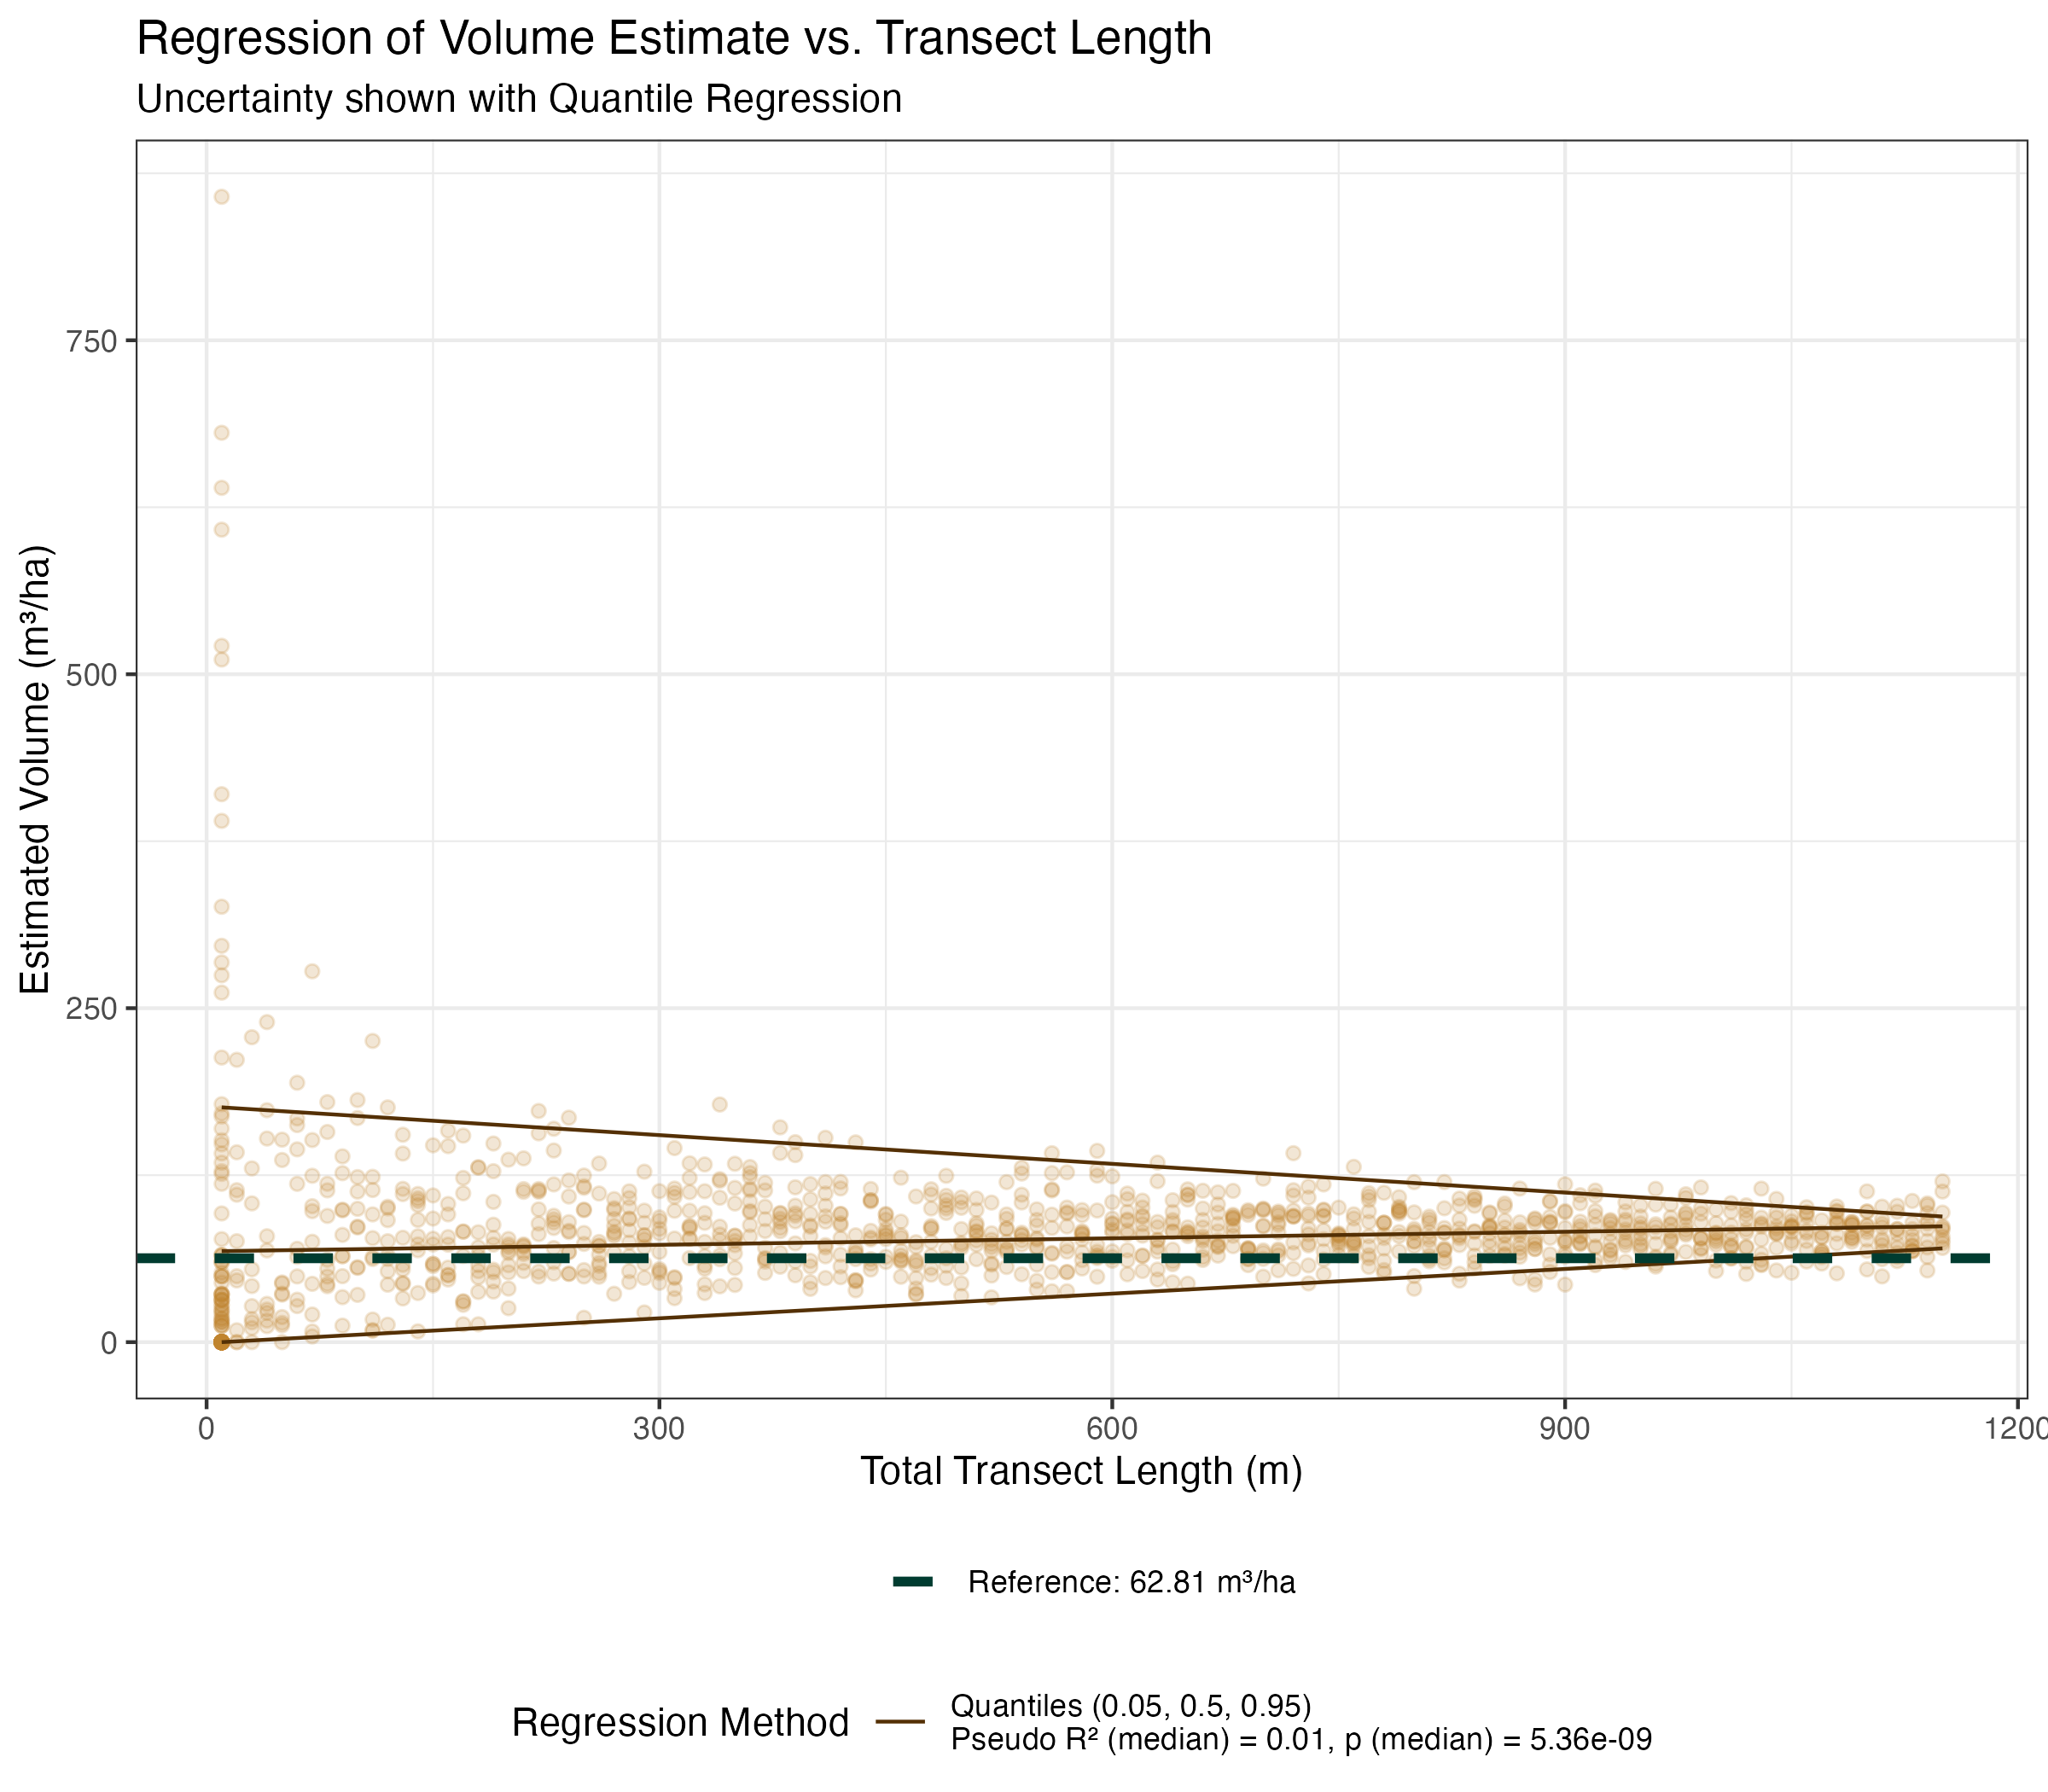 Regression of Volume Estimate vs. Transect Length
Uncertainty shown with Quantile Regression
Estimated Volume (m³/ha)
750
500
250
0
0 300 600 900 1200
Total Transect Length (m)
Reference: 62.81 m³/ha
Regression Method
Quantiles (0.05, 0.5, 0.95)
Pseudo R² (median) = 0.01, p (median) = 5.36e-09